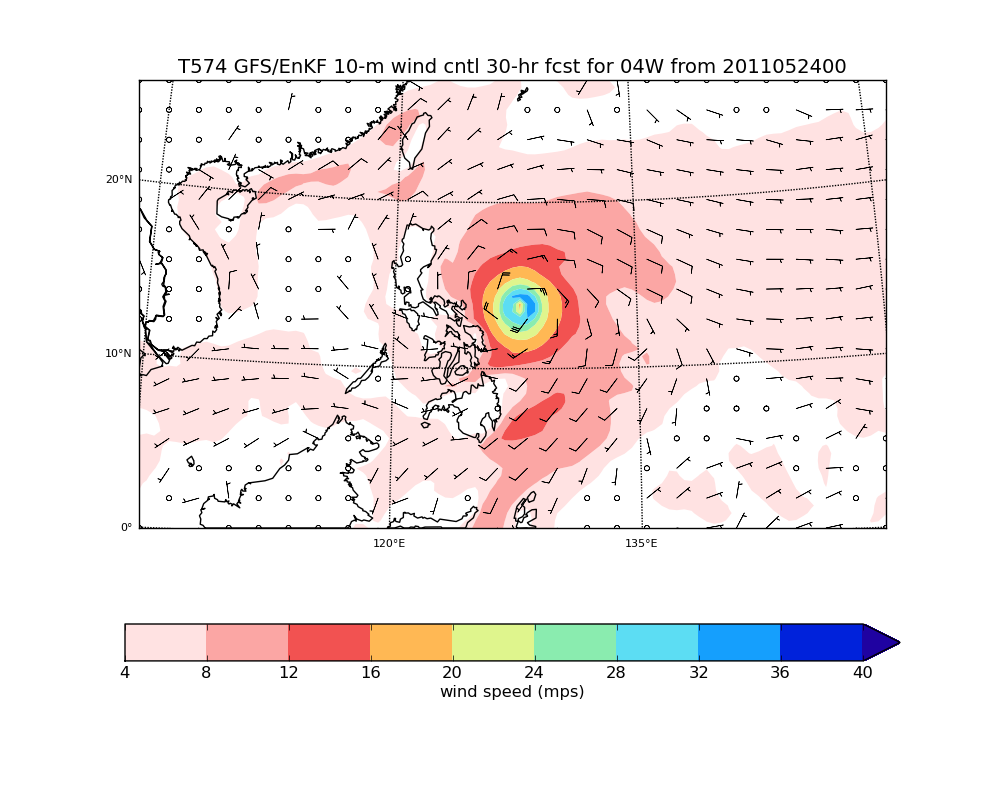 T574 GFS/EnKF 10-m wind cntl 30-hr fcst for 04W from 2011052400
20°N
10°N
0°
120°E 135°E
4 8 12 16 20 24 28 32 36 40
wind speed (mps)